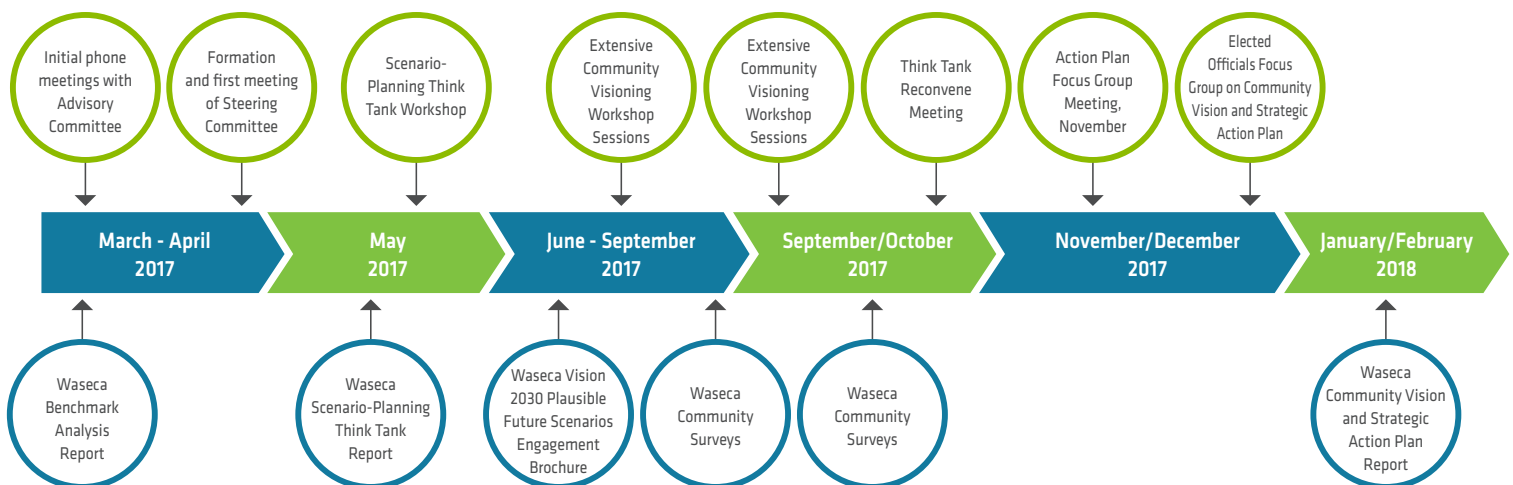 Initial phone
meetings with
Advisory
Committee
Formation
and first meeting
of Steering
Committee
Scenario-
Planning Think
Tank Workshop
Extensive
Community
Visioning
Workshop
Sessions
Extensive
Community
Visioning
Workshop
Sessions
Think Tank
Reconvene
Meeting
Action Plan
Focus Group
Meeting,
November
Elected
Officials Focus
Group on Community
Vision and Strategic
Action Plan
March - April
2017
May
2017
June - September
2017
September/October
2017
November/December
2017
January/February
2018
Waseca
Benchmark
Analysis
Report
Waseca
Scenario-Planning
Think Tank
Report
Waseca Vision
2030 Plausible
Future Scenarios
Engagement
Brochure
Waseca
Community
Surveys
Waseca
Community
Surveys
Waseca
Community Vision
and Strategic
Action Plan
Report